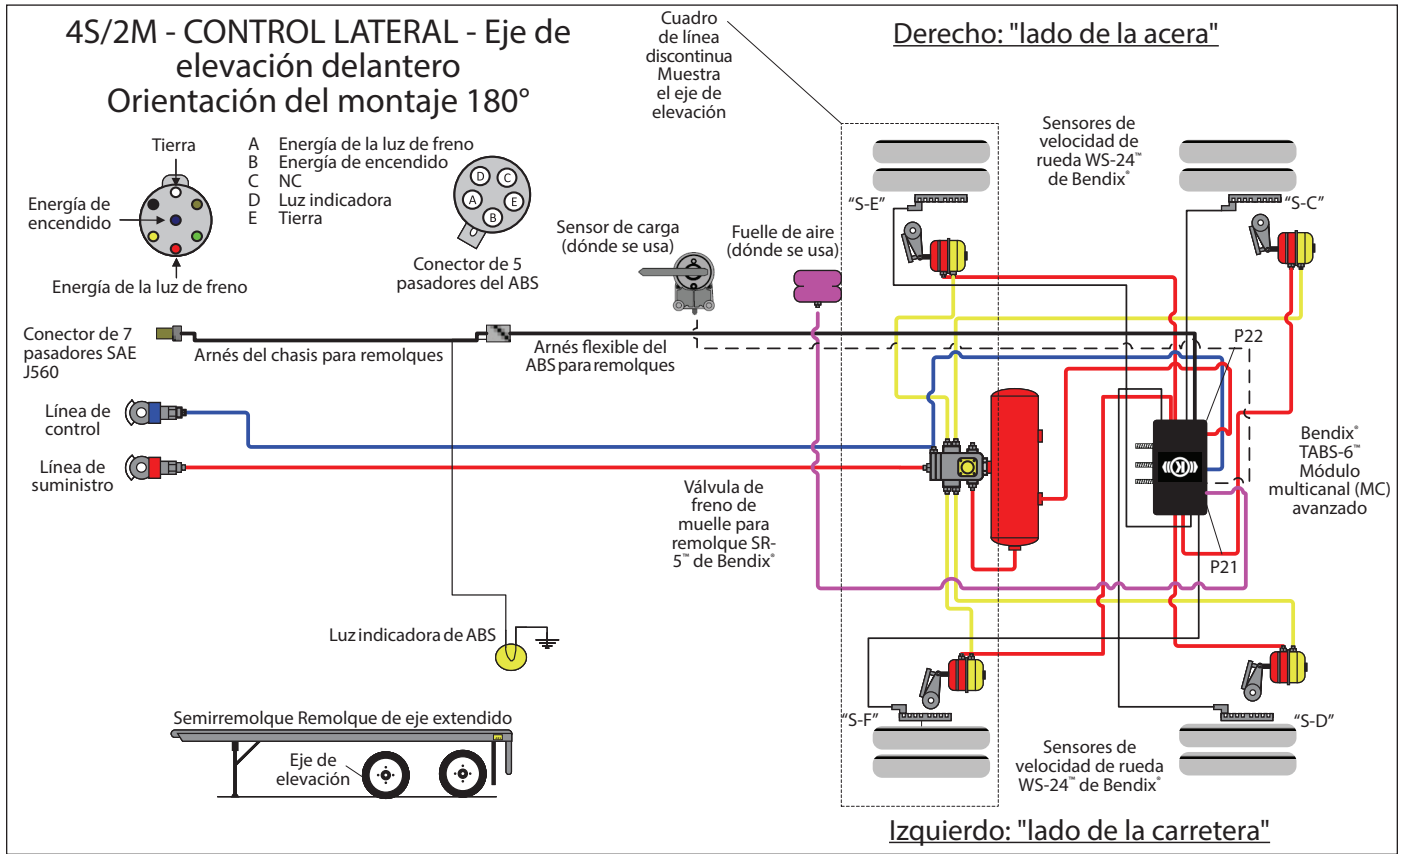 4S/2M - CONTROL LATERAL - Eje de
elevación delantero
Orientación del montaje 180°
Cuadro
de línea
discontinua
Muestra
el eje de
elevación
Derecho: "lado de la acera"
Tierra
Energía de
encendido
Energía de la luz de freno
A Energía de la luz de freno
B Energía de encendido
C NC
D Luz indicadora
E Tierra
D
C
A
E
B
Conector de 5
pasadores del ABS
Sensor de carga
(dónde se usa)
Fuelle de aire
(dónde se usa)
Sensores de
velocidad de
rueda WS-24™
de Bendix®
"S-E"
"S-C"
Conector de 7
pasadores SAE
J560
Arnés del chasis para remolques
Arnés flexible del
ABS para remolques
P22
Línea de
control
Línea de
suministro
Válvula de
freno de
muelle para
remolque SR-
5™ de Bendix®
Bendix®
TABS-6™
Módulo
multicanal (MC)
avanzado
P21
Luz indicadora de ABS
"S-F"
"S-D"
Sensores de
velocidad de rueda
WS-24™ de Bendix®
Semirremolque Remolque de eje extendido
Eje de
elevación
Izquierdo: "lado de la carretera"